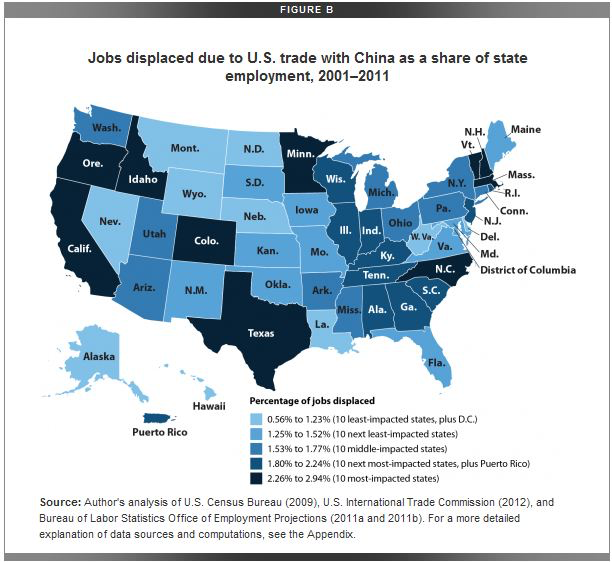 FIGURE B
Jobs displaced due to U.S. trade with China as a share of state
employment, 2001–2011
Wash.
Ore.
Calif.
Nev.
Idaho
Mont.
Wyo.
Utah
Ariz.
Colo.
N.M.
N.D.
S.D.
Neb.
Kan.
Okla.
Texas
Minn.
Iowa
Mo.
Ark.
La.
Wis.
Ill.
Ind.
Mich.
Ohio
Ky.
Tenn.
Miss.
Ala.
Ga.
Fla.
S.C.
N.C.
Va.
W. Va.
Pa.
N.Y.
Vt.
N.H.
Maine
Mass.
R.I.
Conn.
N.J.
Del.
Md.
District of Columbia
Alaska
Hawaii
Puerto Rico
Percentage of jobs displaced
0.56% to 1.23% (10 least-impacted states, plus D.C.)
1.25% to 1.52% (10 next least-impacted states)
1.53% to 1.77% (10 middle-impacted states)
1.80% to 2.24% (10 next most-impacted states, plus Puerto Rico)
2.26% to 2.94% (10 most-impacted states)
Source: Author's analysis of U.S. Census Bureau (2009), U.S. International Trade Commission (2012), and
Bureau of Labor Statistics Office of Employment Projections (2011a and 2011b). For a more detailed
explanation of data sources and computations, see the Appendix.